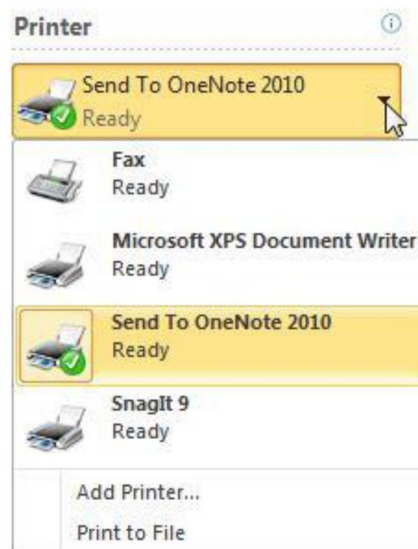 Printer
Send To OneNote 2010
Ready
Fax
Ready
Microsoft XPS Document Writer
Ready
Send To OneNote 2010
Ready
SnagIt 9
Ready
Add Printer...
Print to File